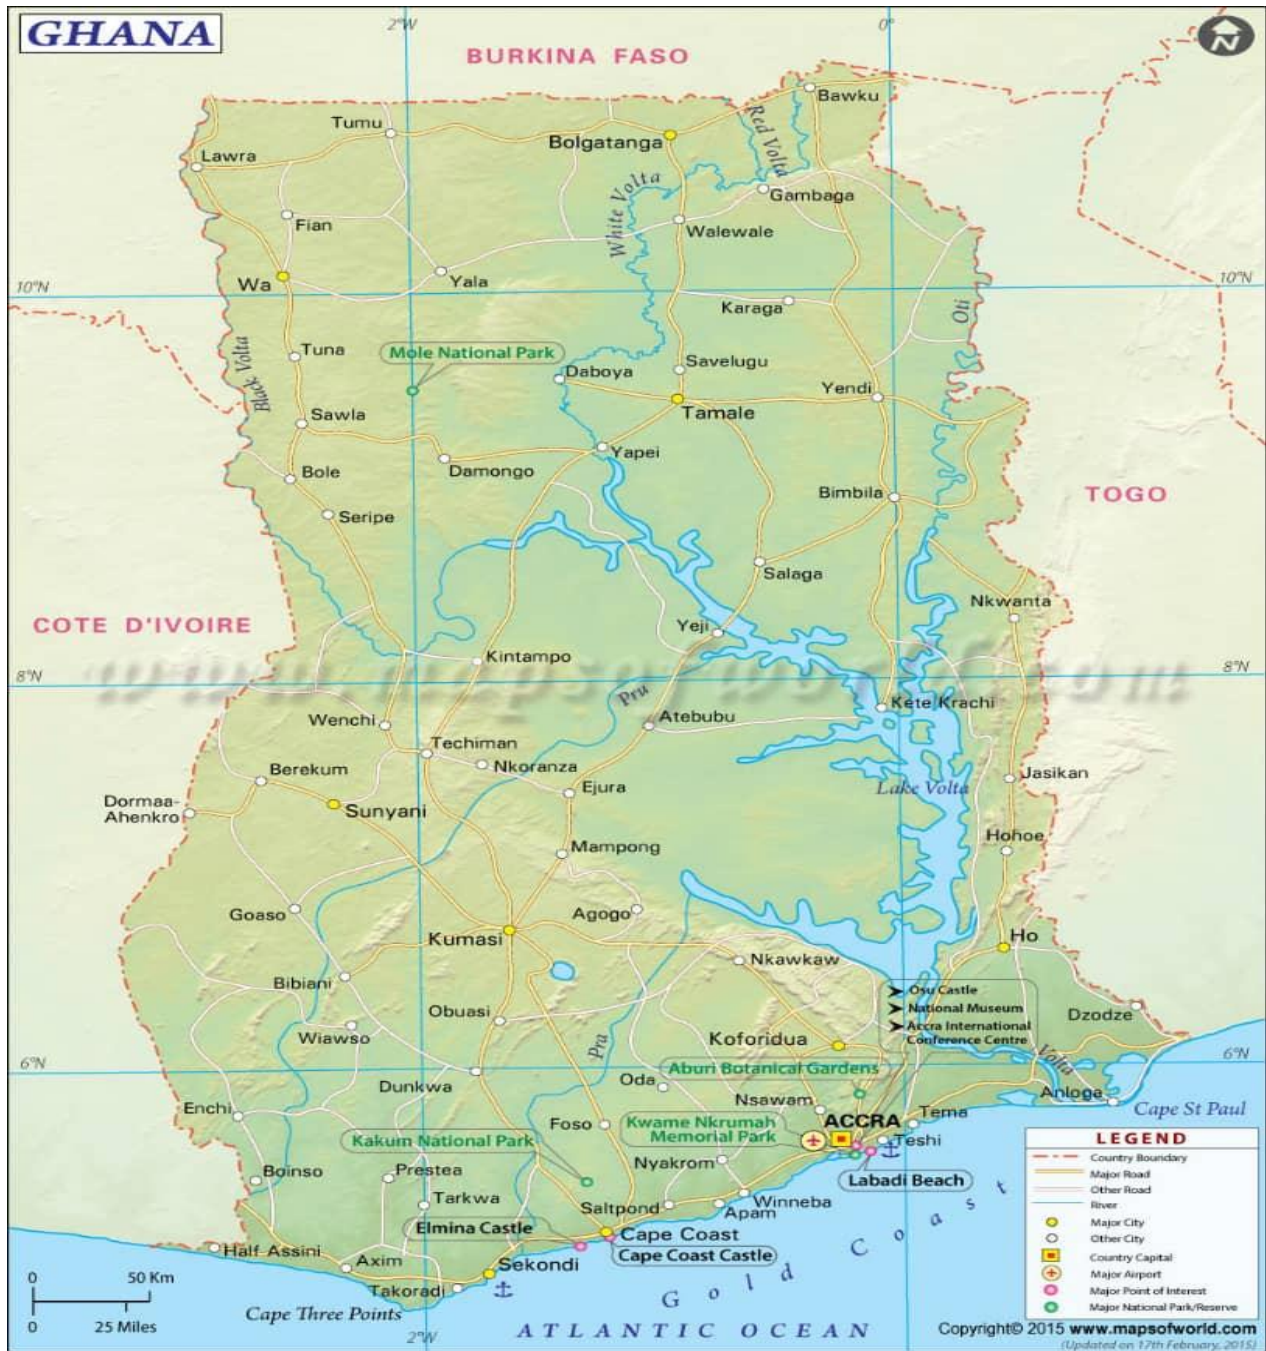 GHANA
2°W
0°
N
BURKINA FASO
Bawku
Tumu
Bolgatanga
Red Volta
Lawra
White Volta
Gambaga
Fian
Walewale
Wa
Yala
10°N
10°N
Karaga
Oti
Black Volta
Tuna
Mole National Park
Savelugu
Daboya
Yendi
Sawla
Tamale
Yapei
Bole
Damongo
Bimbila
TOGO
Seripe
Salaga
Nkwanta
COTE D'IVOIRE
Yeji
Kintampo
www.mapsofworld.com
8°N
8°N
Pru
Kete Krachi
Wenchi
Atebubu
Techiman
Nkoranza
Berekum
Jasikan
Ejura
Lake Volta
Dormaa-
Ahenkro
Sunyani
Hohoe
Mampong
Goaso
Agogo
Kumasi
Ho
Nkawkaw
Bibiani
Osu Castle
National Museum
Accra International
Conference Centre
Obuasi
Dzodze
Wiawso
Koforidua
Pru
Volta
6°N
6°N
Aburi Botanical Gardens
Dunkwa
Oda
Anloga
Nsawam
Enchi
Cape St Paul
Tema
Foso
Kwame Nkrumah
Memorial Park
ACCRA
Teshi
Kakum National Park
Nyakrom
Boinso
Prestea
Labadi Beach
Tarkwa
Saltpond
Winneba
Apam
Elmina Castle
Cape Coast
Cape Coast Castle
Half Assini
Axim
Sekondi
Takoradi
Gold Coast
Cape Three Points
2°W
ATLANTIC OCEAN
0 50 Km
0 25 Miles
LEGEND
Country Boundary
Major Road
Other Road
River
Major City
Other City
Country Capital
Major Airport
Major Point of Interest
Major National Park/Reserve
Copyright© 2015 www.mapsofworld.com
(Updated on 17th February, 2015)